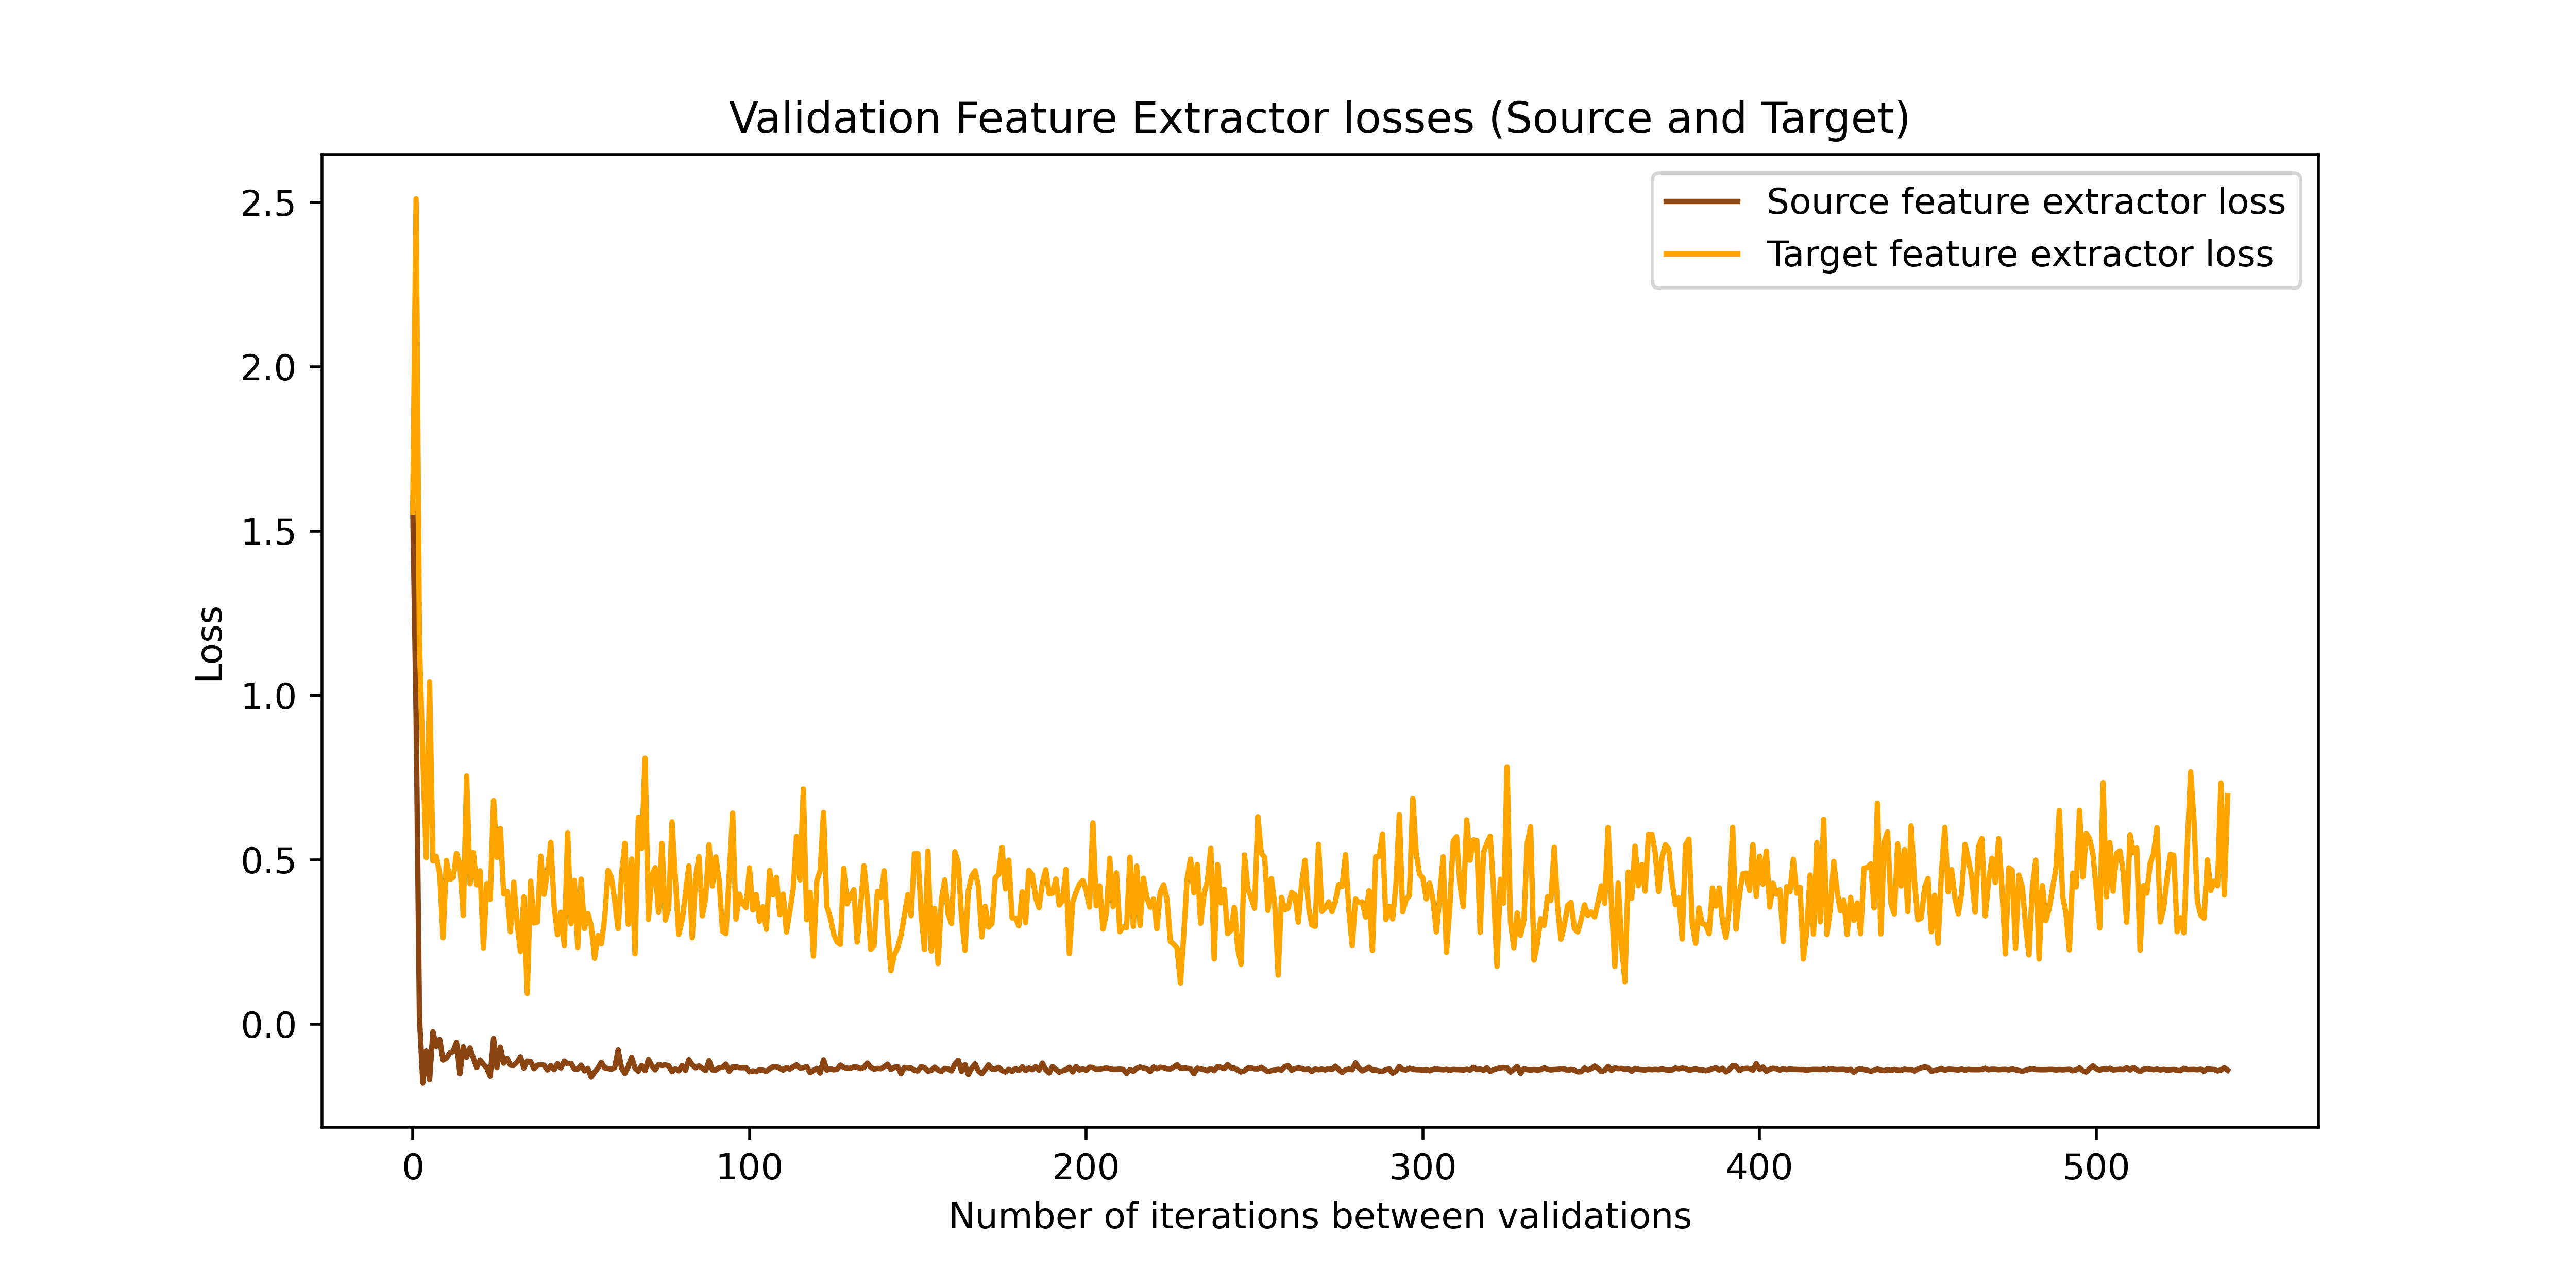 Validation Feature Extractor losses (Source and Target)
Source feature extractor loss
Target feature extractor loss
2.5
2.0
1.5
1.0
0.5
0.0
Loss
0
100
200
300
400
500
Number of iterations between validations